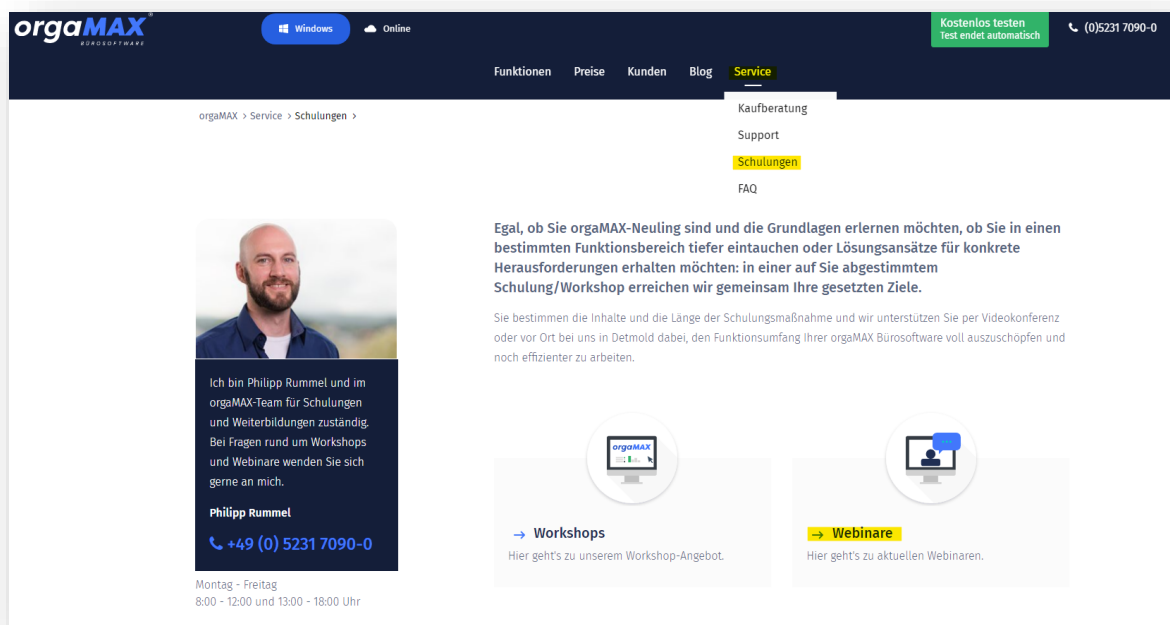 orgaMAX®
BÜROSOFTWARE
Windows
Online
Kostenlos testen
Test endet automatisch
(0)5231 7090-0
Funktionen Preise Kunden Blog Service
orgaMAX > Service > Schulungen >
Kaufberatung
Support
Schulungen
FAQ
Ich bin Philipp Rummel und im
orgaMAX-Team für Schulungen
und Weiterbildungen zuständig.
Bei Fragen rund um Workshops
und Webinare wenden Sie sich
gerne an mich.
Philipp Rummel
+49 (0) 5231 7090-0
Montag - Freitag
8:00 - 12:00 und 13:00 - 18:00 Uhr
Egal, ob Sie orgaMAX-Neuling sind und die Grundlagen erlernen möchten, ob Sie in einen
bestimmten Funktionsbereich tiefer eintauchen oder Lösungsansätze für konkrete
Herausforderungen erhalten möchten: in einer auf Sie abgestimmtem
Schulung/Workshop erreichen wir gemeinsam Ihre gesetzten Ziele.
Sie bestimmen die Inhalte und die Länge der Schulungsmaßnahme und wir unterstützen Sie per Videokonferenz
oder vor Ort bei uns in Detmold dabei, den Funktionsumfang Ihrer orgaMAX Bürosoftware voll auszuschöpfen und
noch effizienter zu arbeiten.
orgaMAX
→ Workshops
Hier geht's zu unserem Workshop-Angebot.
→ Webinare
Hier geht's zu aktuellen Webinaren.